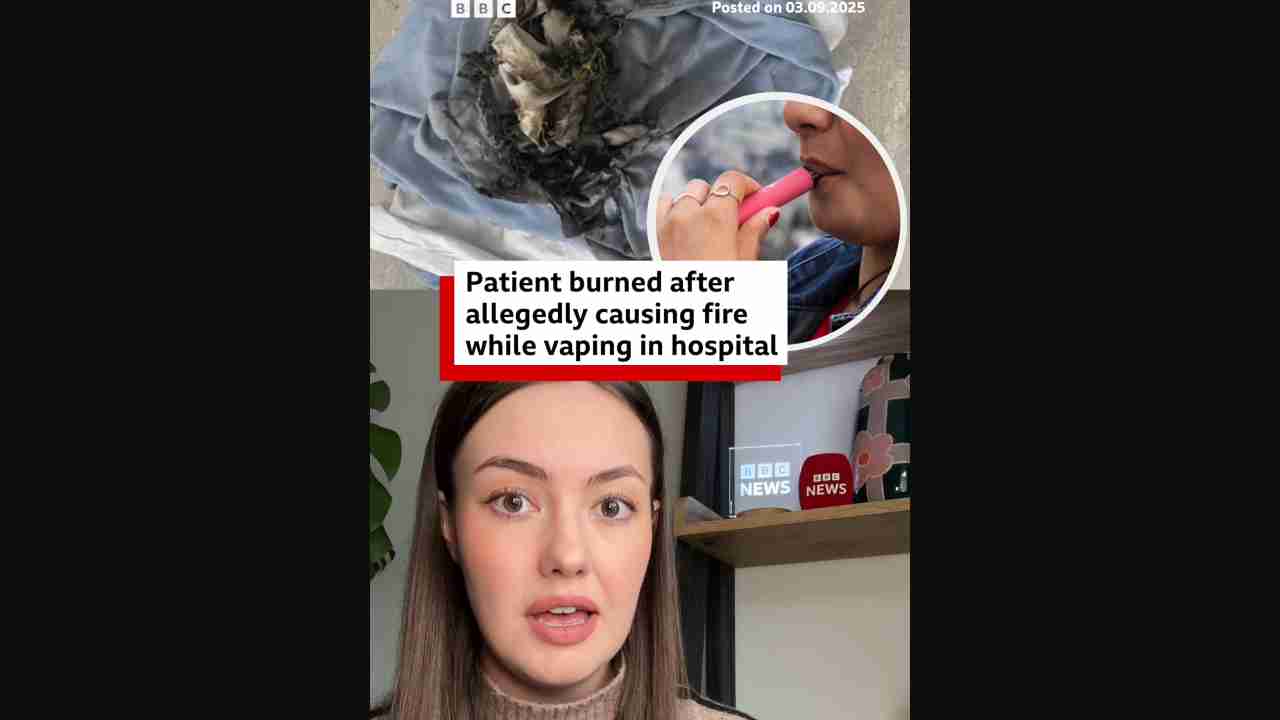 BBC
Posted on 03.09.2025
Patient burned after
allegedly causing fire
while vaping in hospital
BBC
NEWS
BBC
NEWS